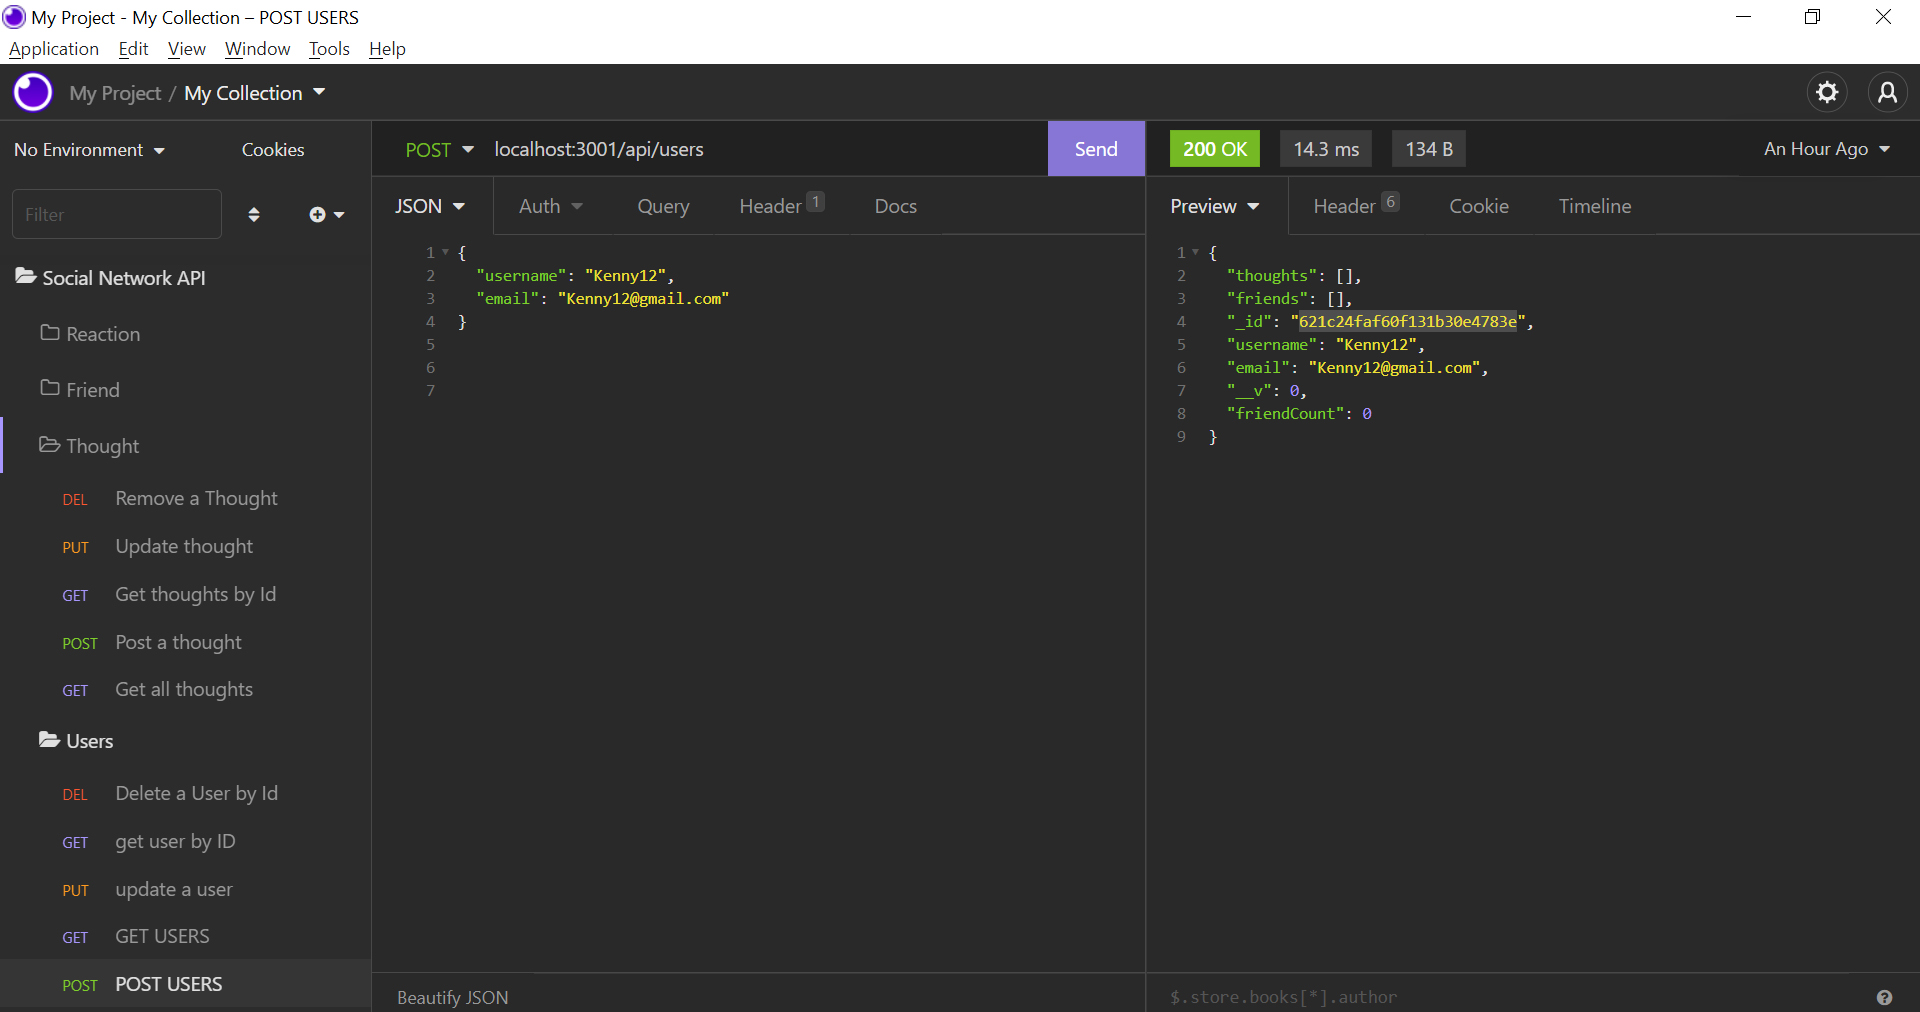 My Project - My Collection – POST USERS
Application Edit View Window Tools Help
My Project / My Collection
No Environment
Cookies
Filter
Social Network API
Reaction
Friend
Thought
DEL Remove a Thought
PUT Update thought
GET Get thoughts by Id
POST Post a thought
GET Get all thoughts
Users
DEL Delete a User by Id
GET get user by ID
PUT update a user
GET GET USERS
POST POST USERS
POST localhost:3001/api/users Send
JSON Auth Query Header 1 Docs
1 {
2 "username": "Kenny12",
3 "email": "Kenny12@gmail.com"
4 }
5
6
7
Beautify JSON
200 OK 14.3 ms 134 B An Hour Ago
Preview Header 6 Cookie Timeline
1 {
2 "thoughts": [],
3 "friends": [],
4 "_id": "621c24faf60f131b30e4783e",
5 "username": "Kenny12",
6 "email": "Kenny12@gmail.com",
7 "__v": 0,
8 "friendCount": 0
9 }
$.store.books[*].author
?